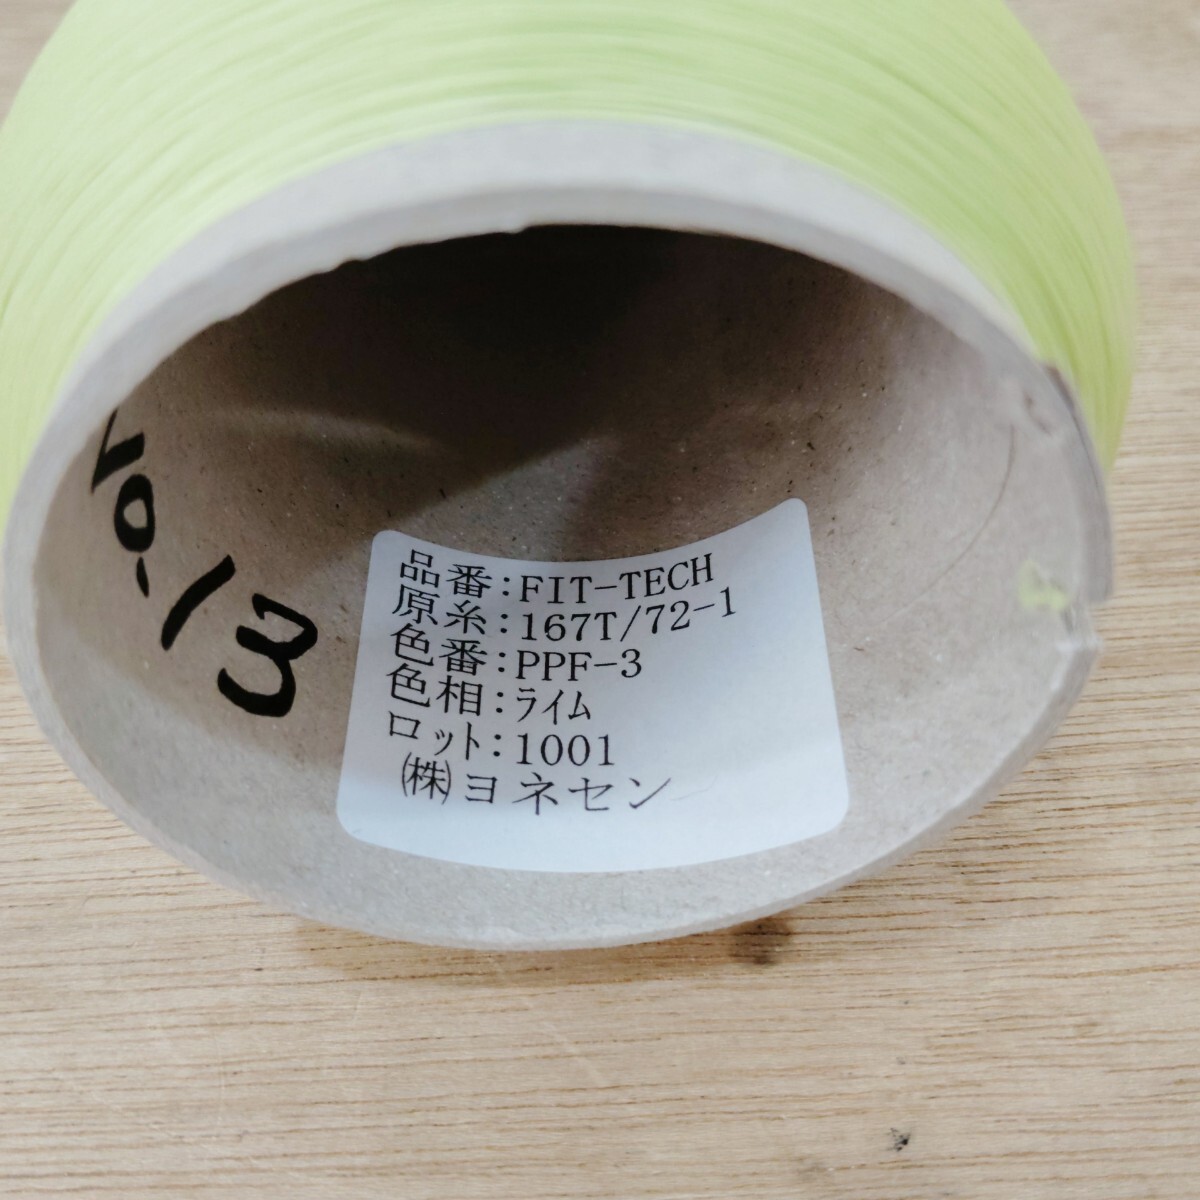 No.13
品番:FIT-TECH
原糸:167T/72-1
色番:PPF-3
色相:ﾗｲﾑ
ロット:1001
㈱ヨネセン